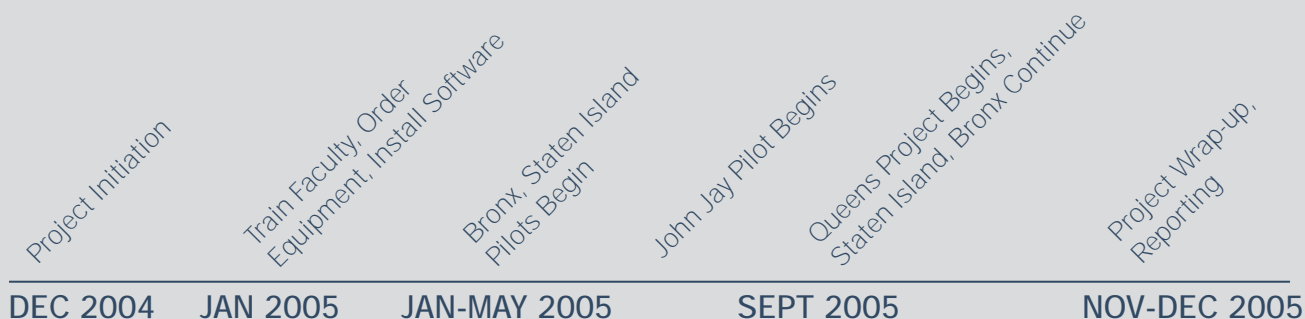 Project Initiation
Train Faculty, Order
Equipment, Install Software
Bronx, Staten Island
Pilots Begin
John Jay Pilot Begins
Queens Project Begins,
Staten Island, Bronx Continue
Project Wrap-up,
Reporting
DEC 2004
JAN 2005
JAN-MAY 2005
SEPT 2005
NOV-DEC 2005